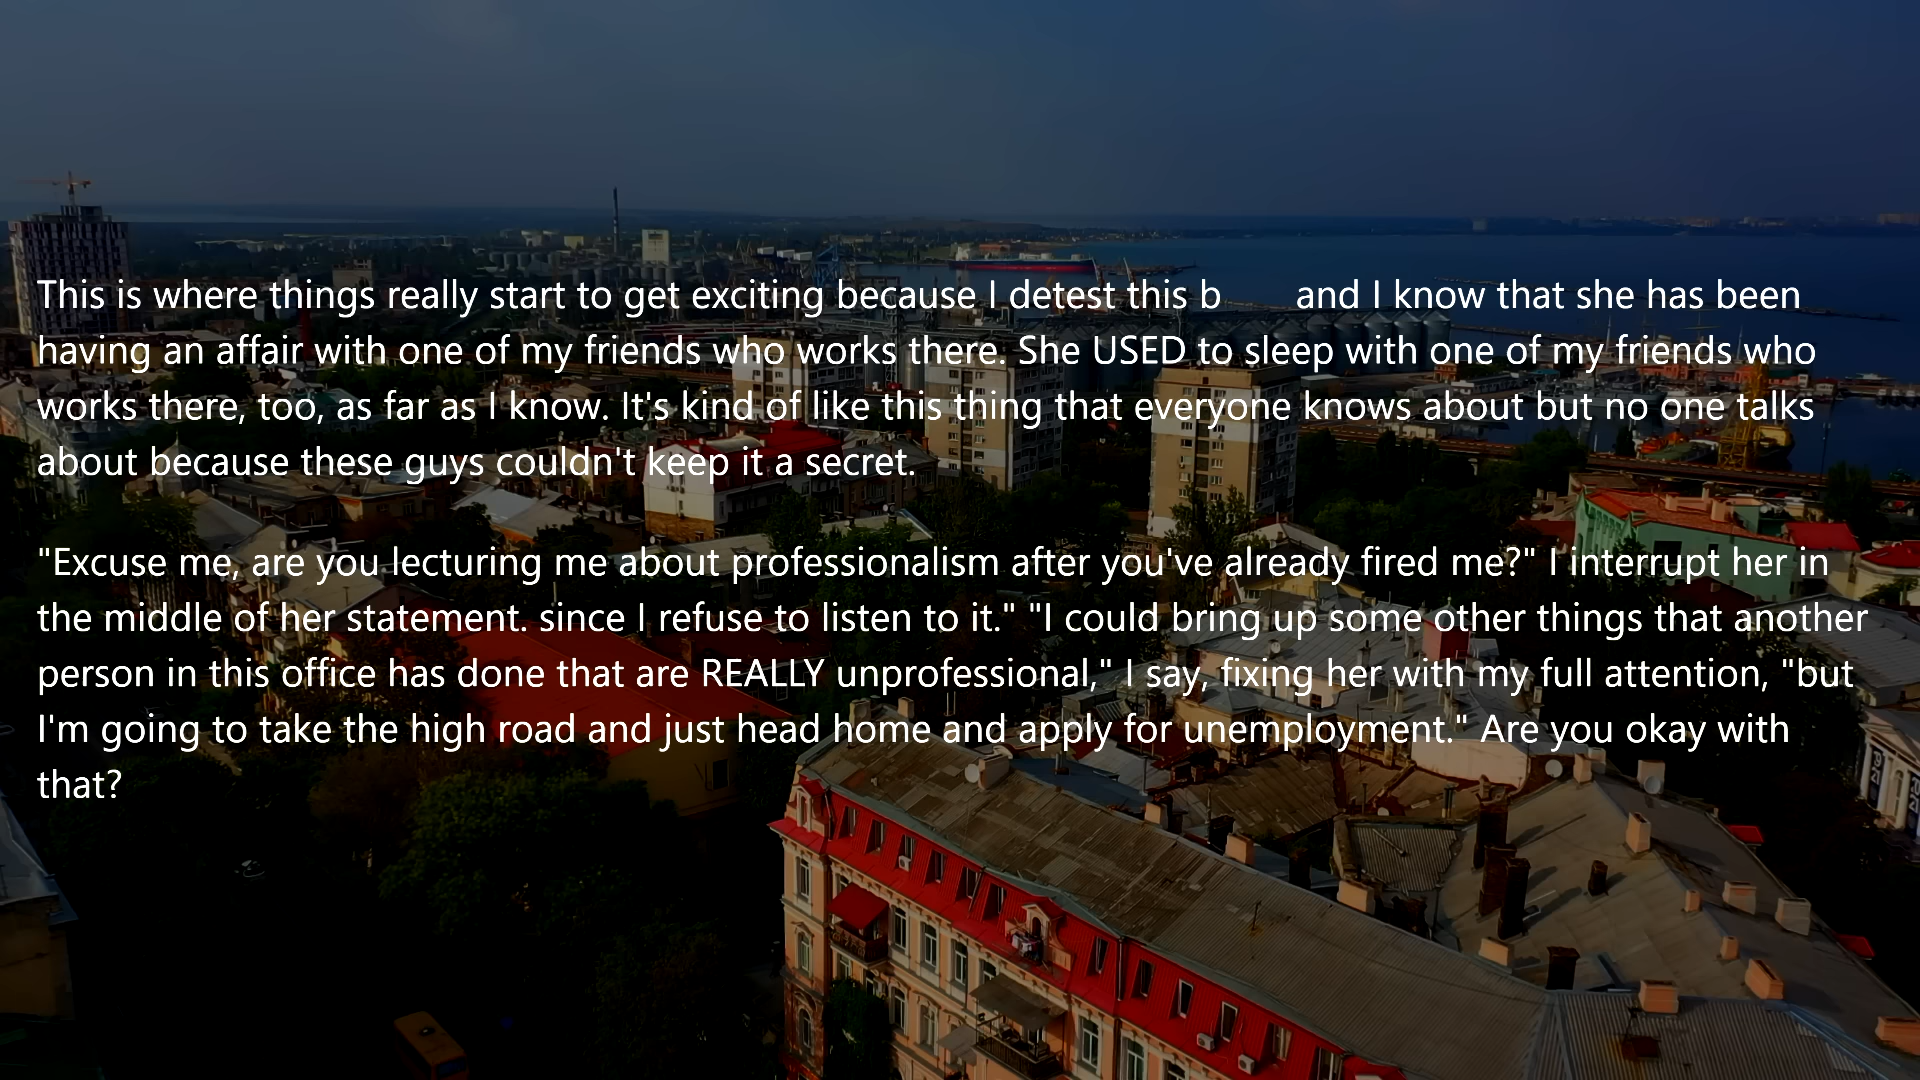 This is where things really start to get exciting because I detest this b and I know that she has been
having an affair with one of my friends who works there. She USED to sleep with one of my friends who
works there, too, as far as I know. It's kind of like this thing that everyone knows about but no one talks
about because these guys couldn't keep it a secret.
"Excuse me, are you lecturing me about professionalism after you've already fired me?" I interrupt her in
the middle of her statement. since I refuse to listen to it." "I could bring up some other things that another
person in this office has done that are REALLY unprofessional," I say, fixing her with my full attention, "but
I'm going to take the high road and just head home and apply for unemployment." Are you okay with
that?